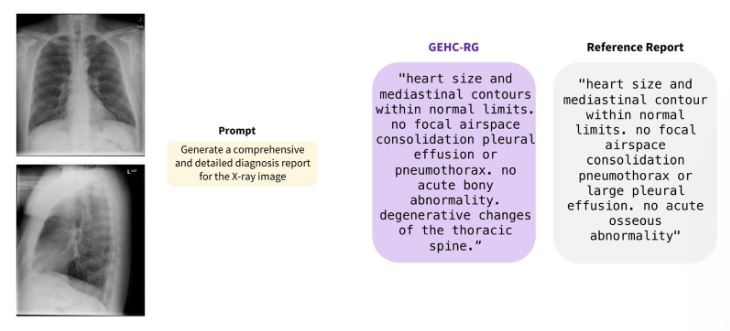 Prompt
Generate a comprehensive
and detailed diagnosis report
for the X-ray image
GEHC-RG
"heart size and
mediastinal contours
within normal limits.
no focal airspace
consolidation pleural
effusion or
pneumothorax. no
acute bony
abnormality.
degenerative changes
of the thoracic
spine.”
Reference Report
"heart size and
mediastinal contour
within normal
limits. no focal
airspace
consolidation
pneumothorax or
large pleural
effusion. no acute
osseous
abnormality"